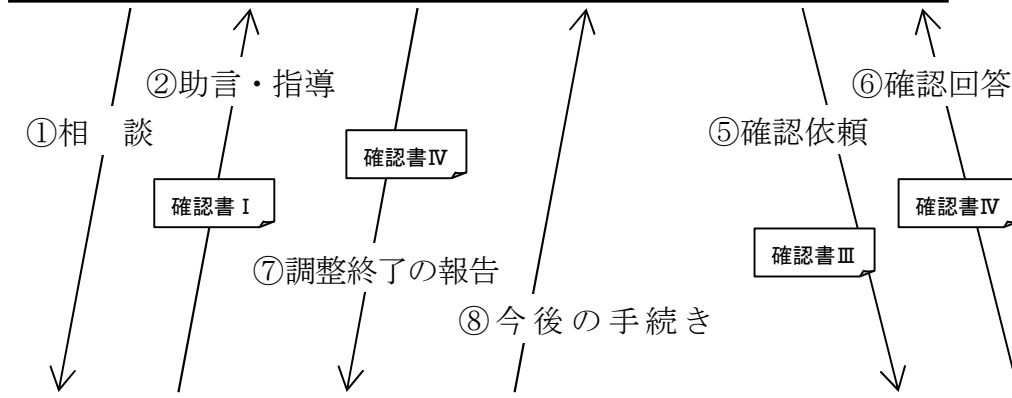 ②助言・指導
⑥確認回答
①相　談
⑤確認依頼
確認書Ⅳ
確認書Ⅰ
確認書Ⅳ
確認書Ⅲ
⑦調整終了の報告
⑧今後の手続き